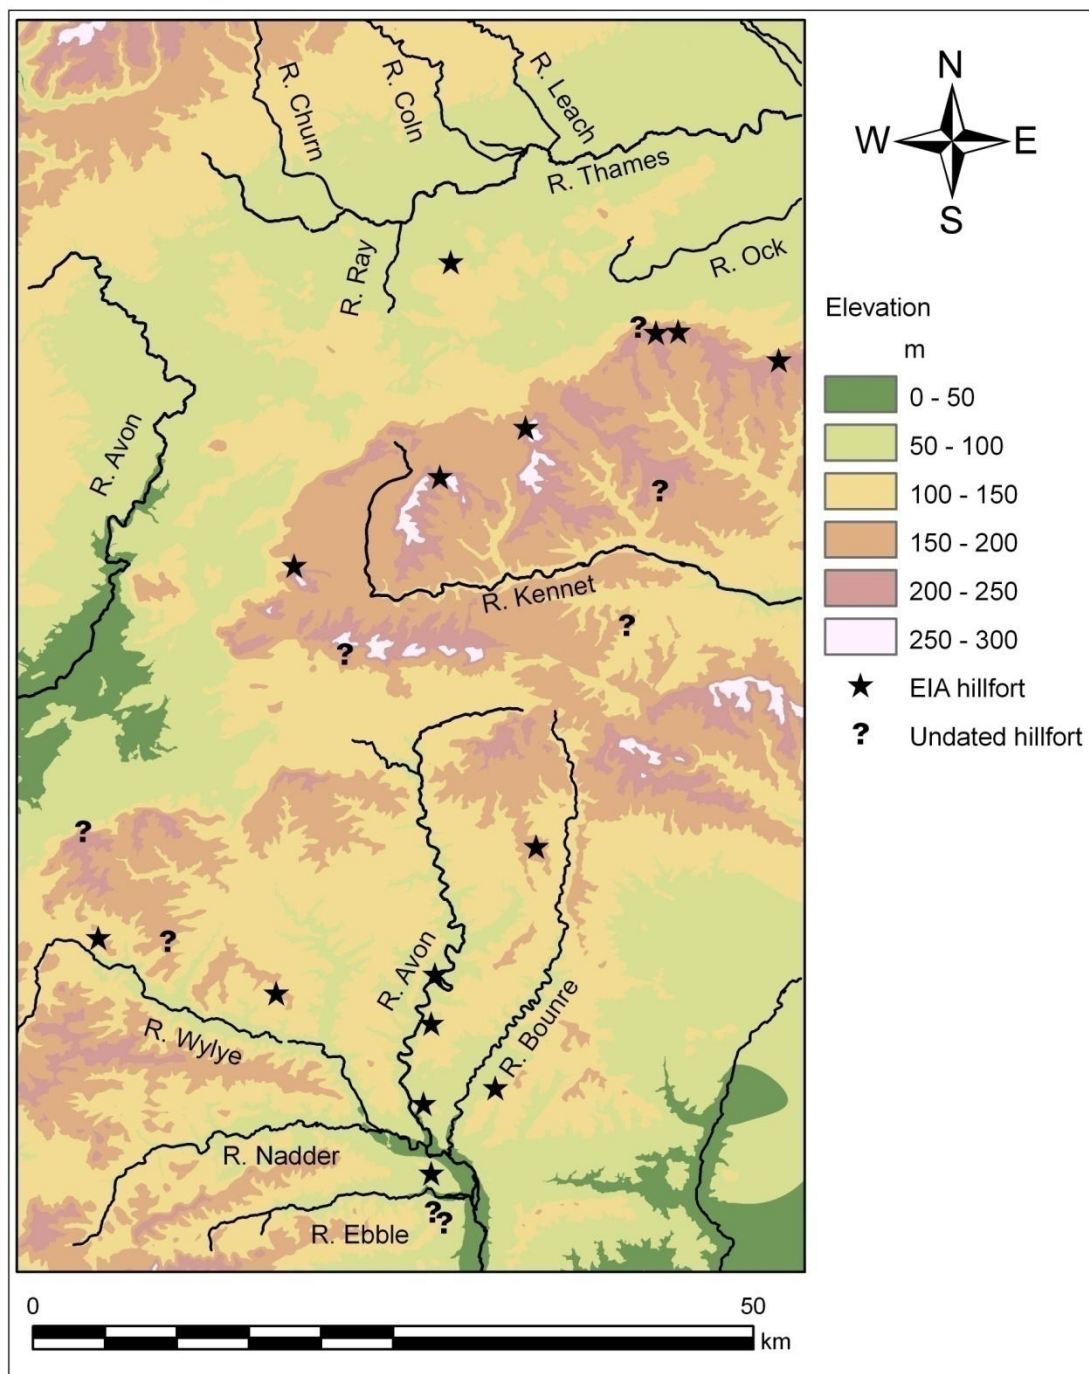 R. Churn
R. Coln
R. Leach
R. Thames
R. Ray
R. Ock
R. Avon
R. Kennet
R. Avon
R. Bounre
R. Wylye
R. Nadder
R. Ebble
?
?
?
?
?
?
?
?
N
W E
S
Elevation
m
0 - 50
50 - 100
100 - 150
150 - 200
200 - 250
250 - 300
EIA hillfort
? Undated hillfort
0 50
km